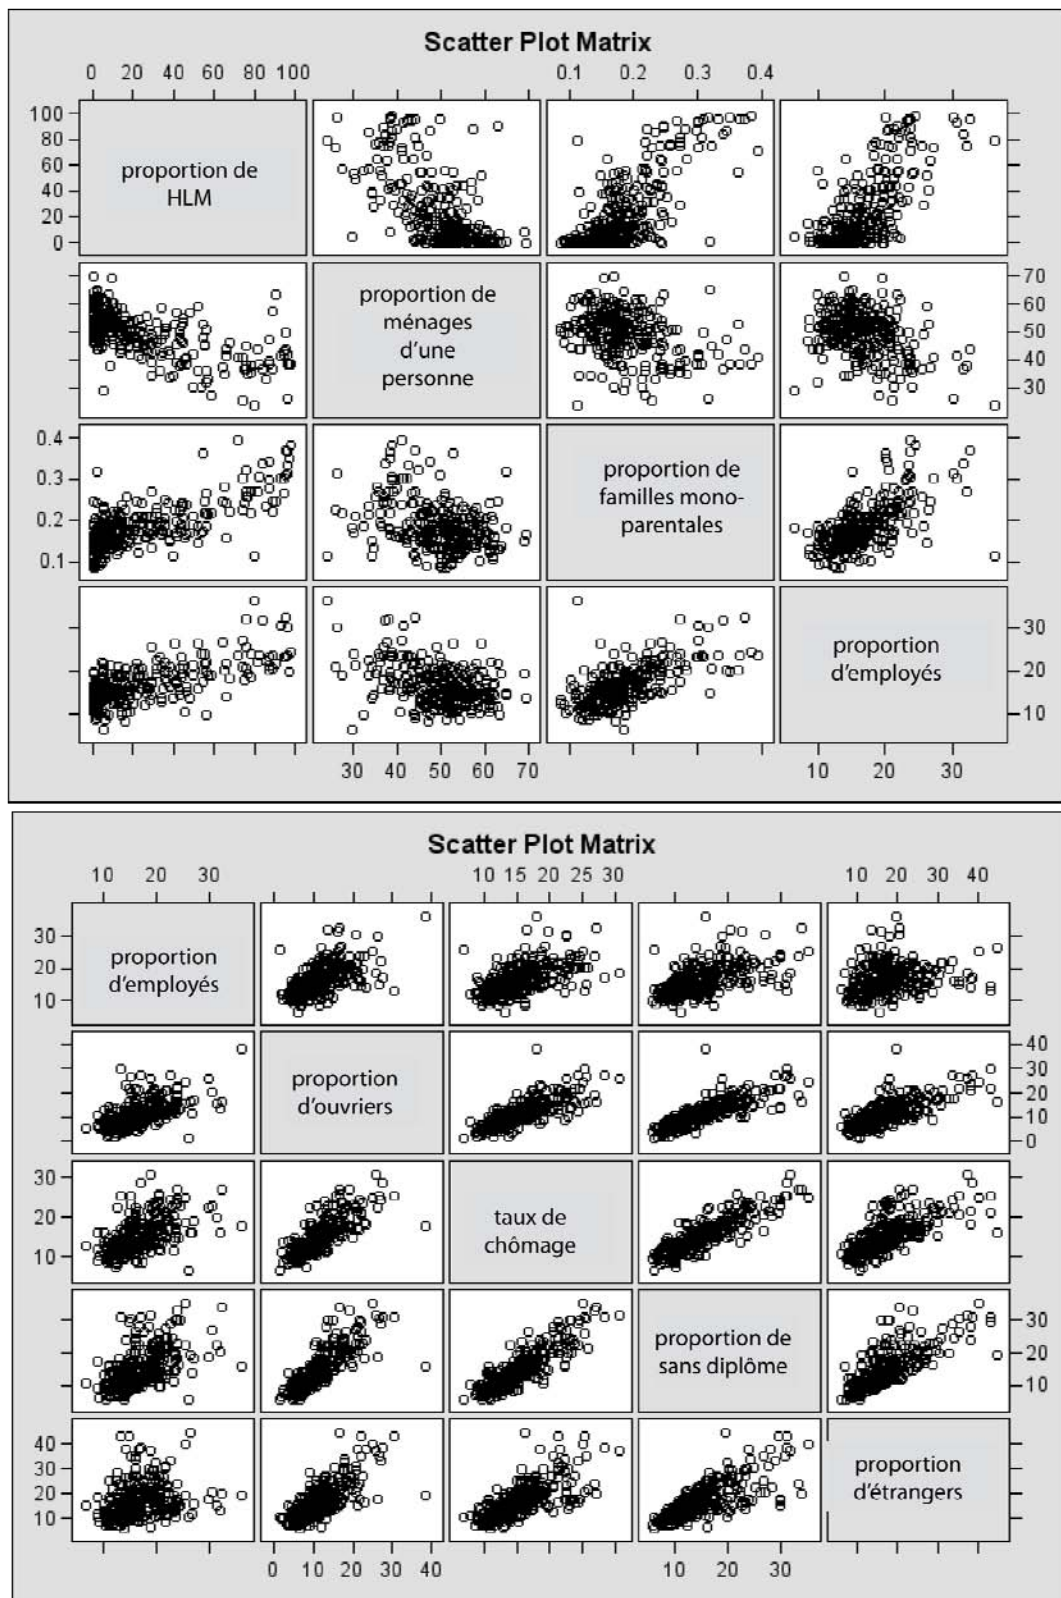 Scatter Plot Matrix
0 20 40 60 80 100
0.1 0.2 0.3 0.4
100
80
60
40
20
0
proportion de
HLM
proportion de
ménages
d'une
personne
70
60
50
40
30
0.4
0.3
0.2
0.1
proportion de
familles mono-
parentales
proportion
d'employés
30
20
10
30 40 50 60 70
10 20 30
Scatter Plot Matrix
10 20 30
10 15 20 25 30
10 20 30 40
30
20
10
proportion
d'employés
proportion
d'ouvriers
40
30
20
10
0
30
20
10
taux de
chômage
proportion de
sans diplôme
30
20
10
40
30
20
10
proportion
d'étrangers
0 10 20 30 40
10 20 30